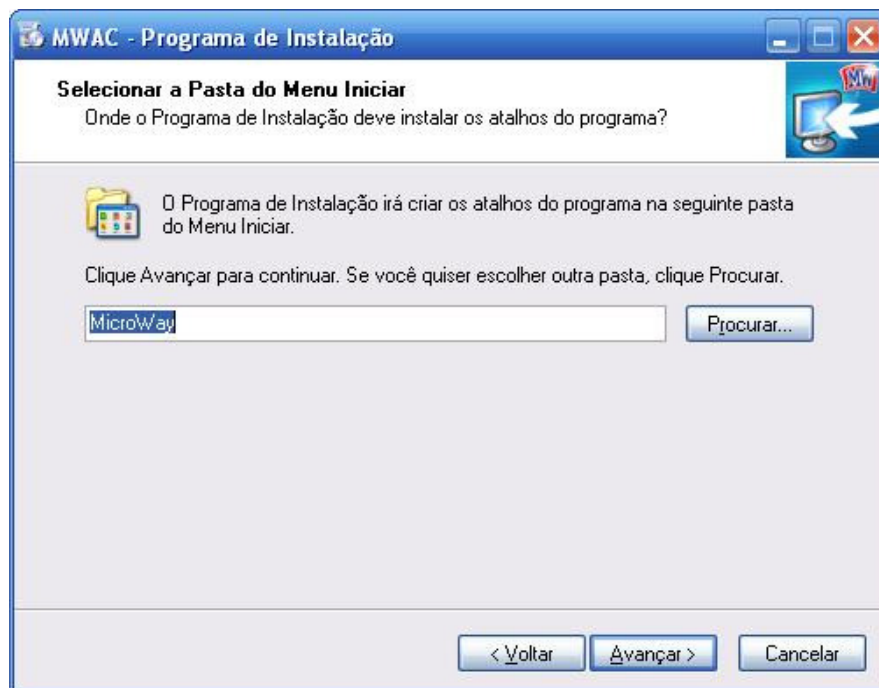 MWAC - Programa de Instalação
Selecionar a Pasta do Menu Iniciar
Onde o Programa de Instalação deve instalar os atalhos do programa?
MW
O Programa de Instalação irá criar os atalhos do programa na seguinte pasta
do Menu Iniciar.
Clique Avançar para continuar. Se você quiser escolher outra pasta, clique Procurar.
MicroWay
Procurar...
< Voltar
Avançar >
Cancelar